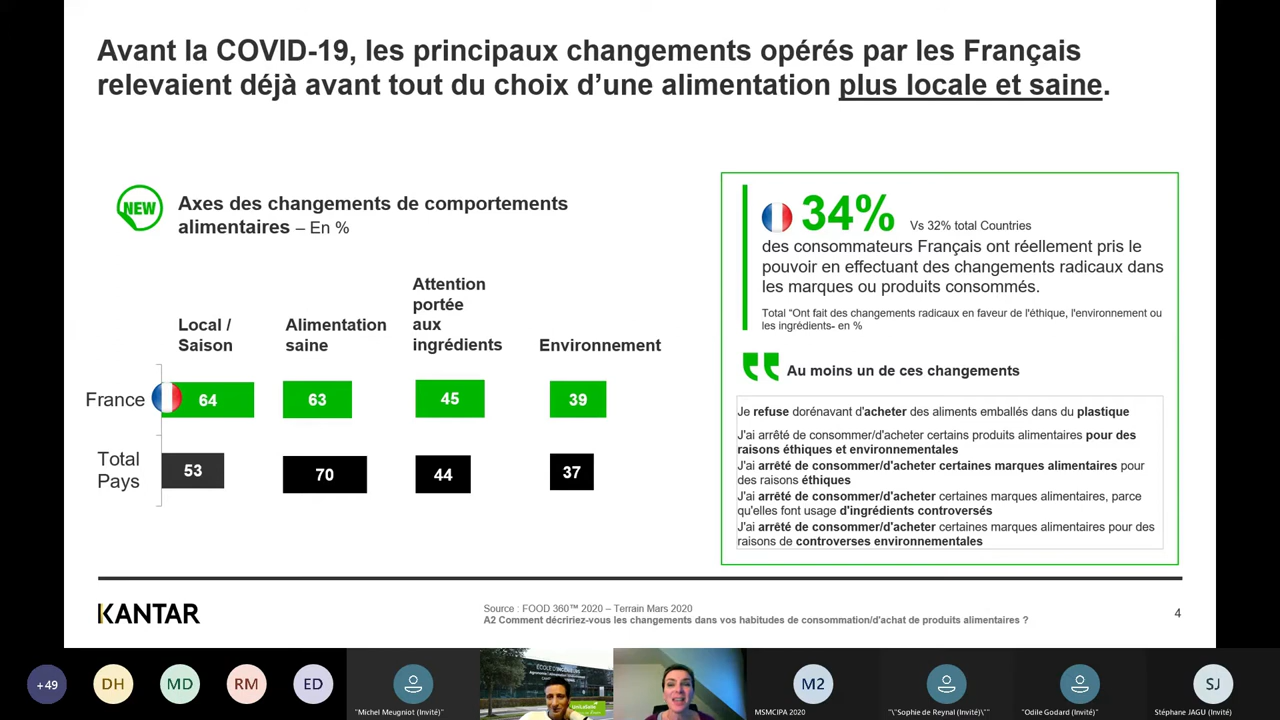 Avant la COVID-19, les principaux changements opérés par les Français
relevaient déjà avant tout du choix d’une alimentation plus locale et saine.
NEW
Axes des changements de comportements
alimentaires – En %
Local /
Saison
Alimentation
saine
Attention
portée
aux
ingrédients
Environnement
France 64 63 45 39
Total
Pays
53 70 44 37
34% Vs 32% total Countries
des consommateurs Français ont réellement pris le
pouvoir en effectuant des changements radicaux dans
les marques ou produits consommés.
Total “Ont fait des changements radicaux en faveur de l'éthique, l'environnement ou
les ingrédients- en %
Au moins un de ces changements
Je refuse dorénavant d'acheter des aliments emballés dans du plastique
J'ai arrêté de consommer/d'acheter certains produits alimentaires pour des
raisons éthiques et environnementales
J'ai arrêté de consommer/d'acheter certaines marques alimentaires pour
des raisons éthiques
J'ai arrêté de consommer/d'acheter certaines marques alimentaires, parce
qu'elles font usage d'ingrédients controversés
J'ai arrêté de consommer/d'acheter certaines marques alimentaires pour des
raisons de controverses environnementales
KANTAR
Source : FOOD 360™ 2020 – Terrain Mars 2020
A2 Comment décririez-vous les changements dans vos habitudes de consommation/d'achat de produits alimentaires ?
4
+49
DH
MD
RM
ED
"Michel Meugniot (Invité)"
ÉCOLE D'INGÉNIEURS
UniLaSalle
M2
MSMCIPA 2020
"\"Sophie de Reynal (Invité)\""
"Odile Godard (Invité)"
SJ
Stéphane JAGU (Invité)